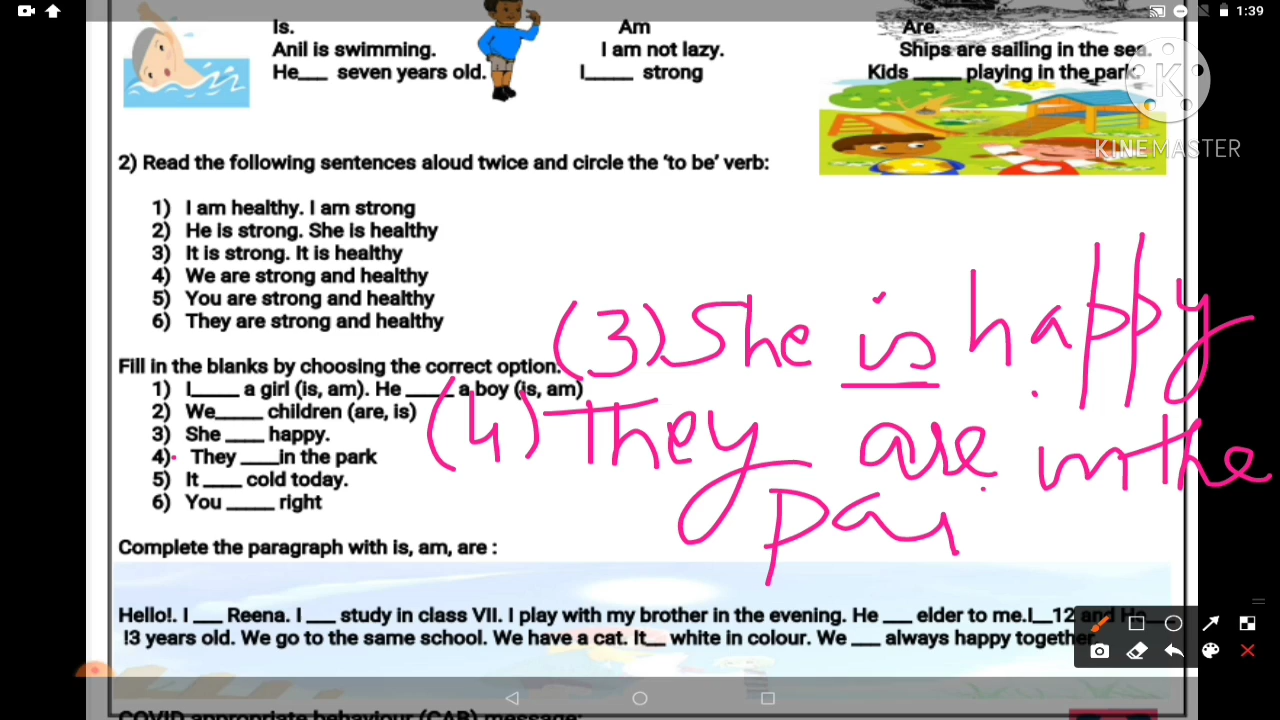 1:39
Is.
Am
Are.
Anil is swimming.
I am not lazy.
Ships are sailing in the sea.
He___ seven years old.
I_____ strong
Kids _____ playing in the park.
K
KINEMASTER
2) Read the following sentences aloud twice and circle the 'to be' verb:
1) I am healthy. I am strong
2) He is strong. She is healthy
3) It is strong. It is healthy
4) We are strong and healthy
5) You are strong and healthy
6) They are strong and healthy
(3) She is happy
Fill in the blanks by choosing the correct option.
1) I_____ a girl (is, am). He _____ a boy (is, am)
2) We_____ children (are, is)
3) She ____ happy.
4) They ____in the park
5) It ____ cold today.
6) You _____ right
(4) They are in the
par
Complete the paragraph with is, am, are :
Hello!. I ___ Reena. I ___ study in class VII. I play with my brother in the evening. He ___ elder to me.I__12 and He___
!3 years old. We go to the same school. We have a cat. It__ white in colour. We ___ always happy together
COVID appropriate behaviour (CAB) message: